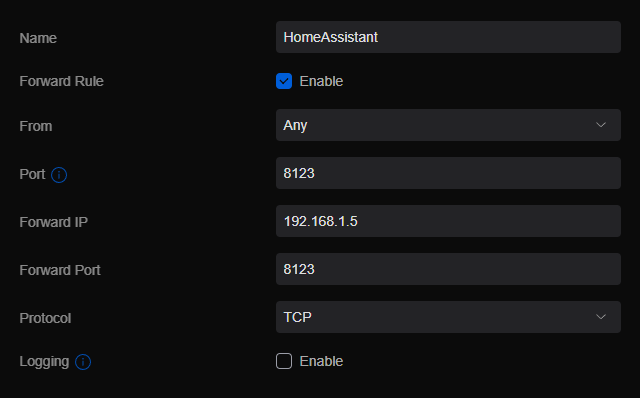 Name HomeAssistant
Forward Rule Enable
From Any
Port 8123
Forward IP 192.168.1.5
Forward Port 8123
Protocol TCP
Logging Enable